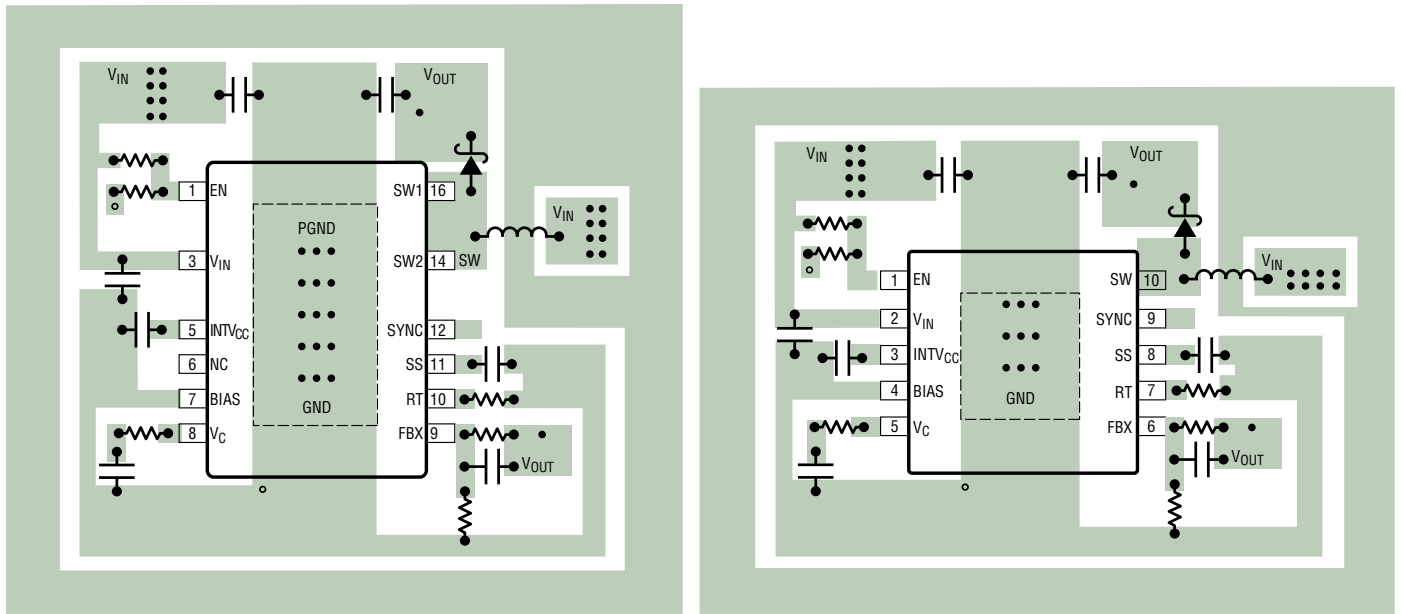 VIN
VOUT
1 EN
SW1 16
PGND
VIN
3 VIN
SW2 14 SW
5 INTVCC
SYNC 12
6 NC
SS 11
7 BIAS
GND
RT 10
8 VC
FBX 9
VOUT
VIN
VOUT
1 EN
SW 10
VIN
2 VIN
SYNC 9
3 INTVCC
SS 8
4 BIAS
GND
RT 7
5 VC
FBX 6
VOUT